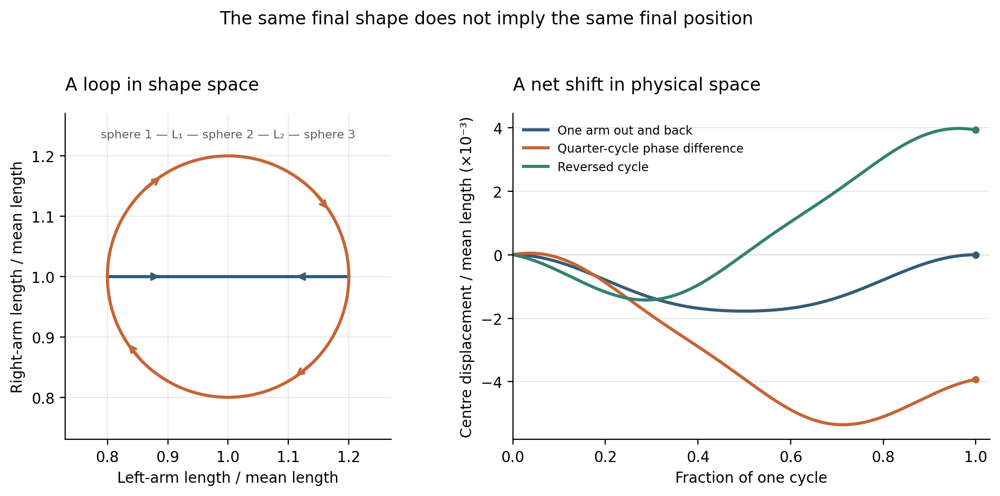 The same final shape does not imply the same final position
A loop in shape space
sphere 1 — L₁ — sphere 2 — L₂ — sphere 3
Right-arm length / mean length
1.2
1.1
1.0
0.9
0.8
0.8 0.9 1.0 1.1 1.2
Left-arm length / mean length
A net shift in physical space
One arm out and back
Quarter-cycle phase difference
Reversed cycle
Centre displacement / mean length (×10⁻³)
4
2
0
−2
−4
0.0 0.2 0.4 0.6 0.8 1.0
Fraction of one cycle